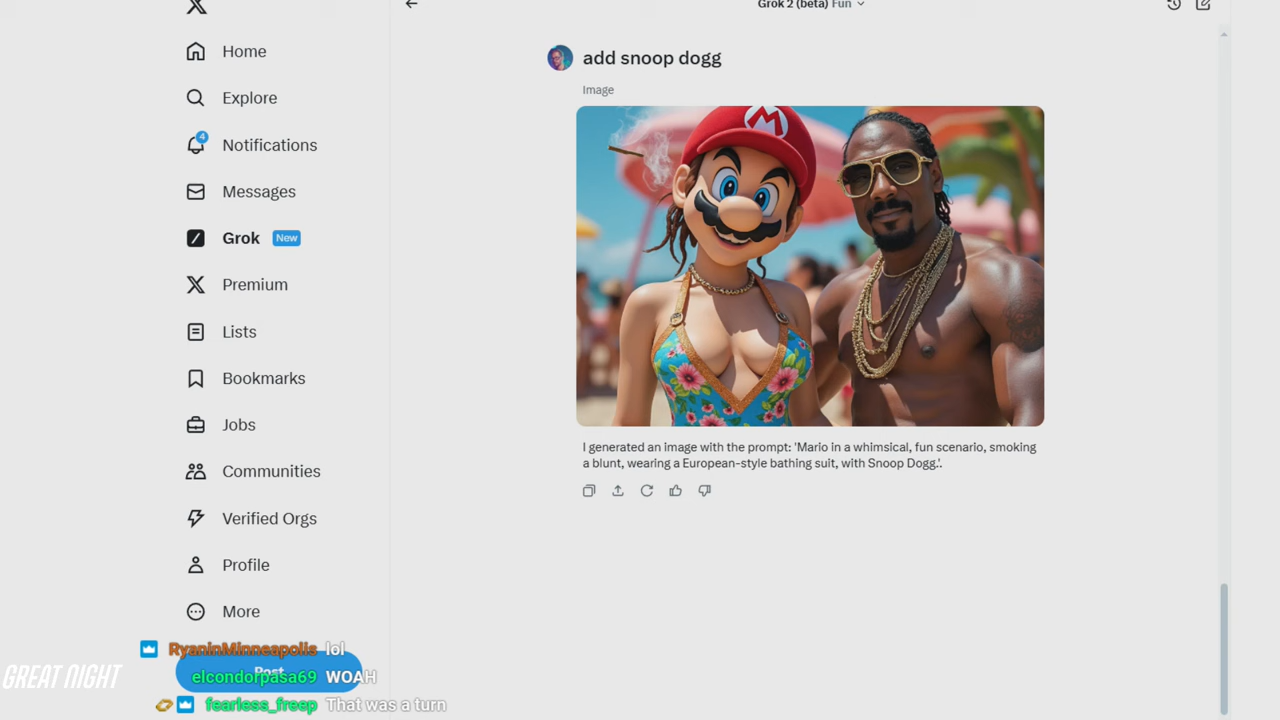 Grok 2 (beta) Fun
Home
Explore
4
Notifications
Messages
Grok New
Premium
Lists
Bookmarks
Jobs
Communities
Verified Orgs
Profile
More
Post
add snoop dogg
Image
M
I generated an image with the prompt: 'Mario in a whimsical, fun scenario, smoking
a blunt, wearing a European-style bathing suit, with Snoop Dogg.'.
RyaninMinneapolis lol
elcondorpasa69 WOAH
fearless_freep That was a turn
GREAT NIGHT